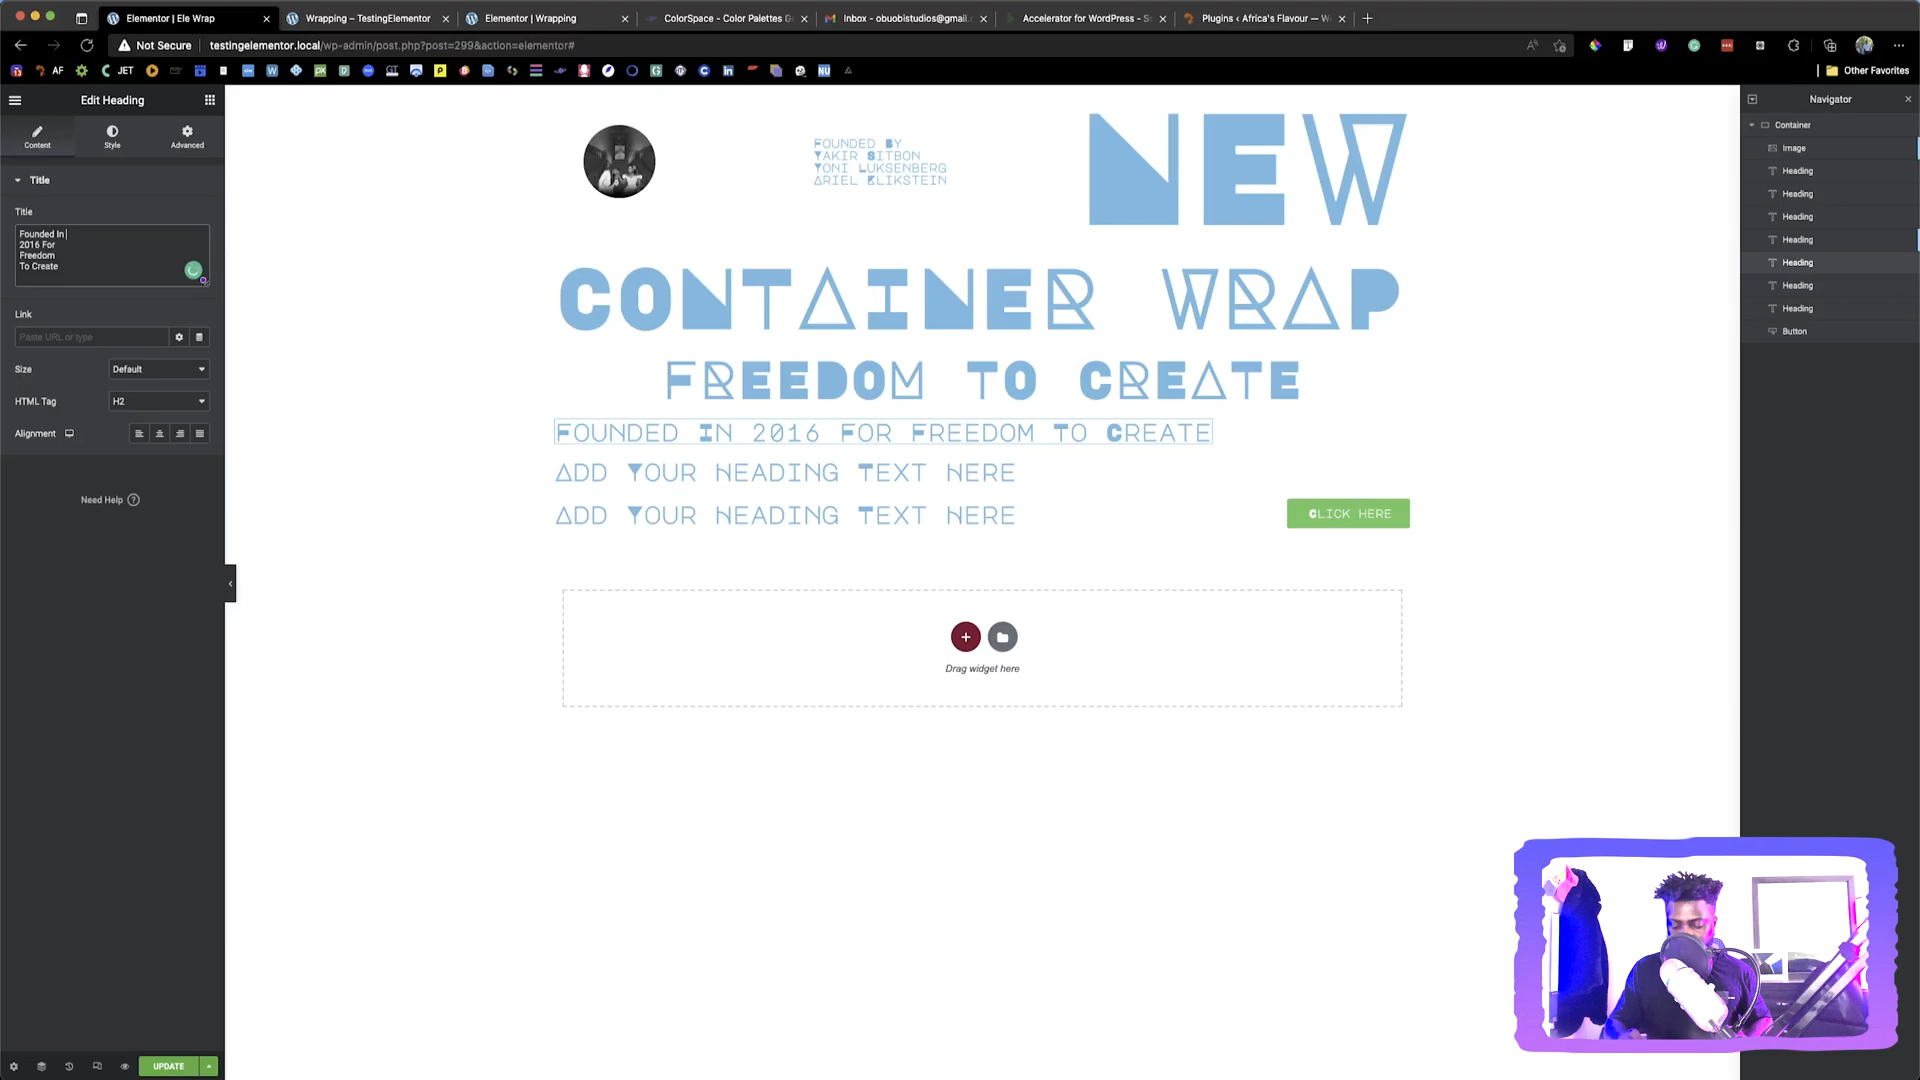 Elementor | Ele Wrap
Wrapping – TestingElementor
Elementor | Wrapping
ColorSpace - Color Palettes G
Inbox - obuobistudios@gmail.c
Accelerator for WordPress - S
Plugins ‹ Africa's Flavour — W
Not Secure
testingelementor.local/wp-admin/post.php?post=299&action=elementor#
AF
JET
NU
Other Favorites
Edit Heading
Content
Style
Advanced
Title
Title
Founded In
2016 For
Freedom
To Create
Link
Paste URL or type
Size
Default
HTML Tag
H2
Alignment
Need Help
UPDATE
Founded By
Yakir Sitbon
Yoni Luksenberg
Ariel Klikstein
NEW
CONTAINER WRAP
FREEDOM TO CREATE
Founded In 2016 For Freedom To Create
Add Your Heading Text Here
Add Your Heading Text Here
Click here
Drag widget here
Navigator
Container
Image
Heading
Heading
Heading
Heading
Heading
Heading
Heading
Button